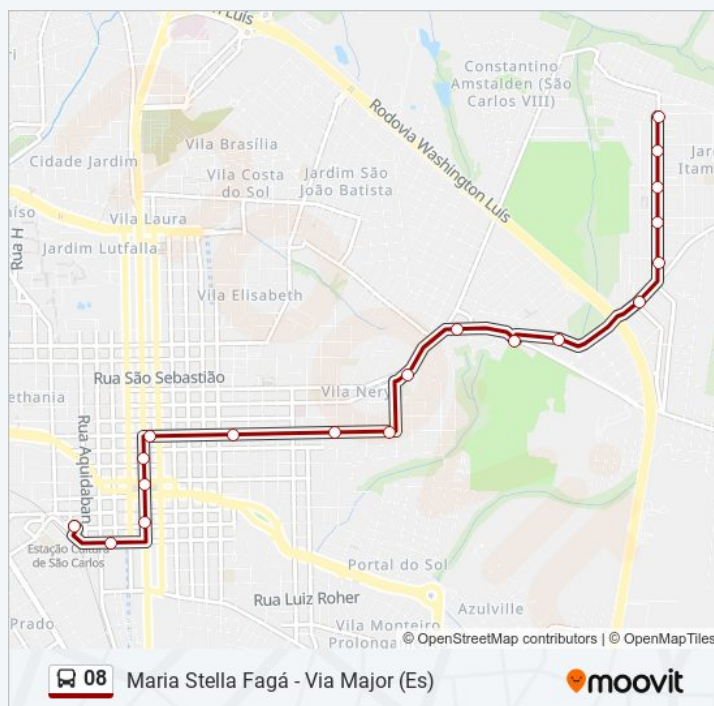 Luís
ri
Constantino
Amstalden (São
Carlos VIII)
Rodovia Washington Luís
Vila Brasília
Cidade Jardim
Vila Costa
do Sol
Jardim São
João Batista
Jar
Itam
aíso
Vila Laura
Rua H
Jardim Lutfalla
Vila Elisabeth
Rua São Sebastião
ethania
Vila Nery
Rua Aquidaban
Estação Cultura
de São Carlos
Portal do Sol
Rua Luiz Roher
Azulville
Prado
Vila Monteiro
Prolonga
© OpenStreetMap contributors | © OpenMapTiles
08 Maria Stella Fagá - Via Major (Es)
moovit